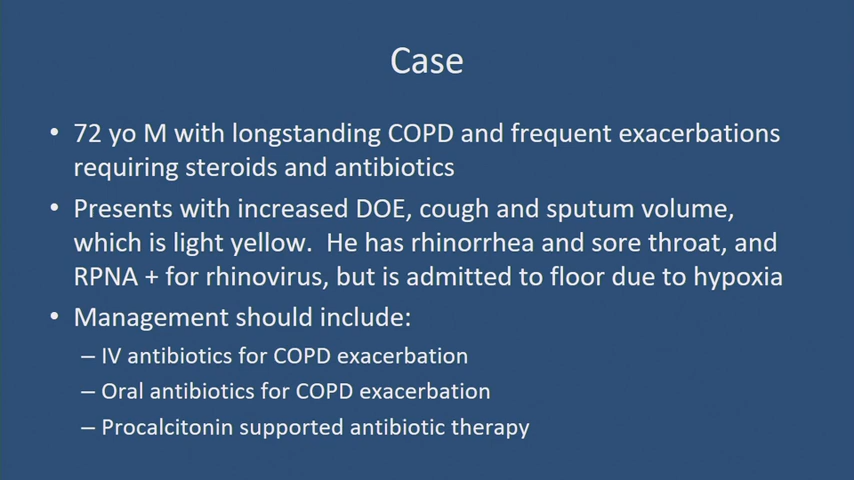 Case
• 72 yo M with longstanding COPD and frequent exacerbations
requiring steroids and antibiotics
• Presents with increased DOE, cough and sputum volume,
which is light yellow.  He has rhinorrhea and sore throat, and
RPNA + for rhinovirus, but is admitted to floor due to hypoxia
• Management should include:
– IV antibiotics for COPD exacerbation
– Oral antibiotics for COPD exacerbation
– Procalcitonin supported antibiotic therapy